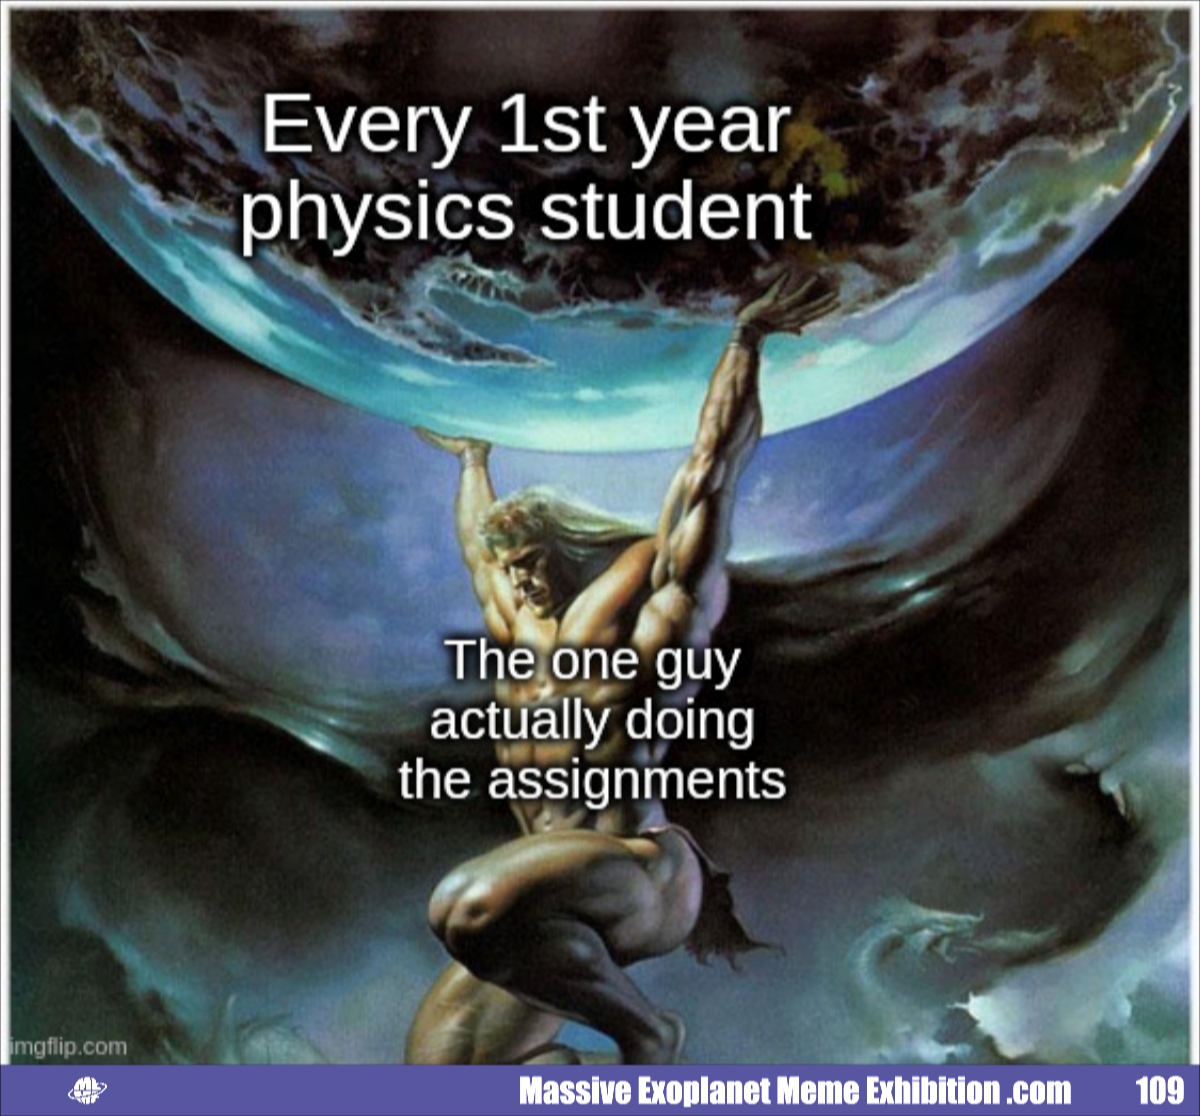 Every 1st year
physics student
The one guy
actually doing
the assignments
imgflip.com
Massive Exoplanet Meme Exhibition .com 109